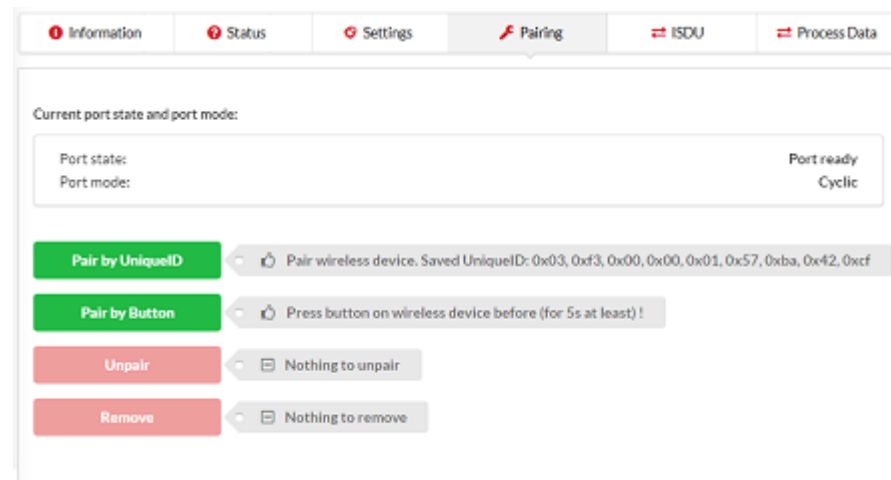 Information Status Settings Pairing ISDU Process Data
Current port state and port mode:
Port state: Port ready
Port mode: Cyclic
Pair by UniqueID Pair wireless device. Saved UniqueID: 0x03, 0xf3, 0x00, 0x00, 0x01, 0x57, 0xba, 0x42, 0xcf
Pair by Button Press button on wireless device before (for 5s at least) !
Unpair Nothing to unpair
Remove Nothing to remove